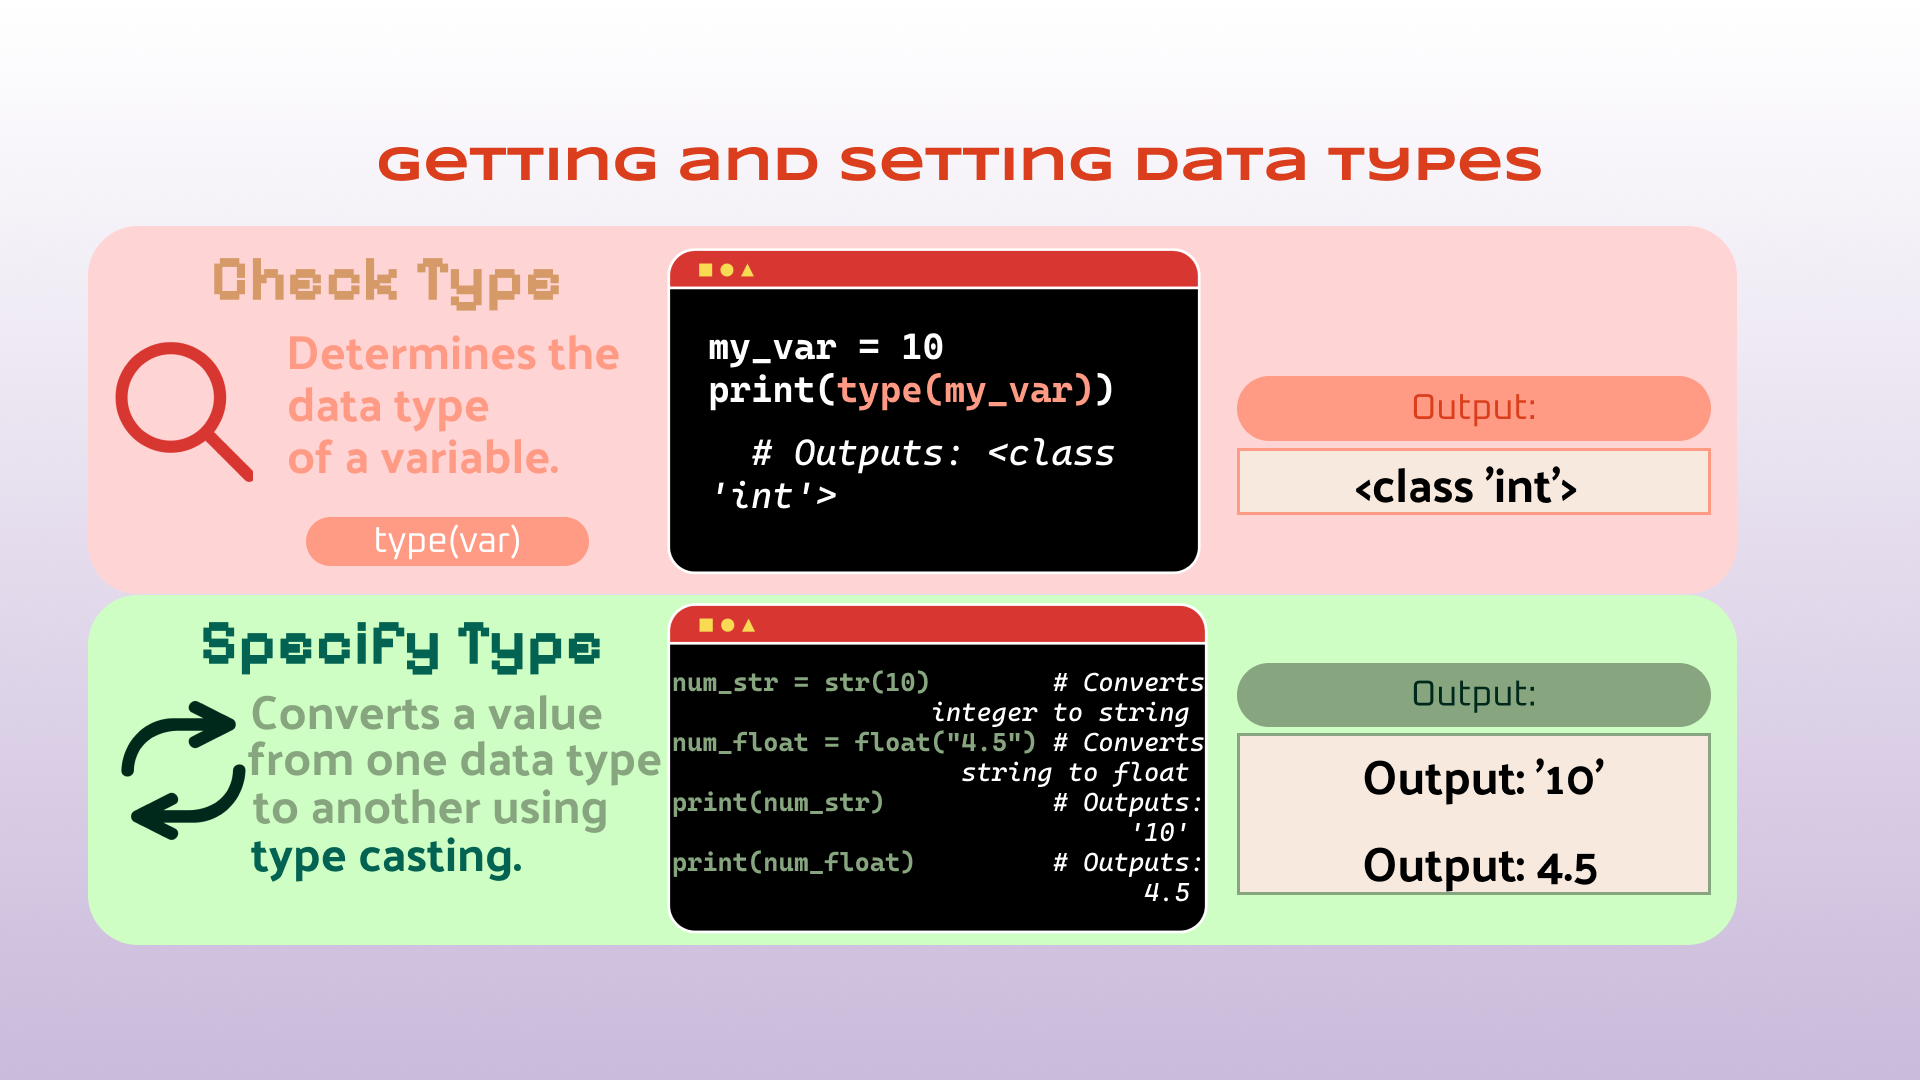 Getting and Setting Data Types
Check Type
Determines the
data type
of a variable.
type(var)
my_var = 10
print(type(my_var))
# Outputs: <class
'int'>
Output:
<class ’int’>
Specify Type
Converts a value
from one data type
to another using
type casting.
num_str = str(10) # Converts
integer to string
num_float = float("4.5") # Converts
string to float
print(num_str) # Outputs:
'10'
print(num_float) # Outputs:
4.5
Output:
Output: ’10’
Output: 4.5